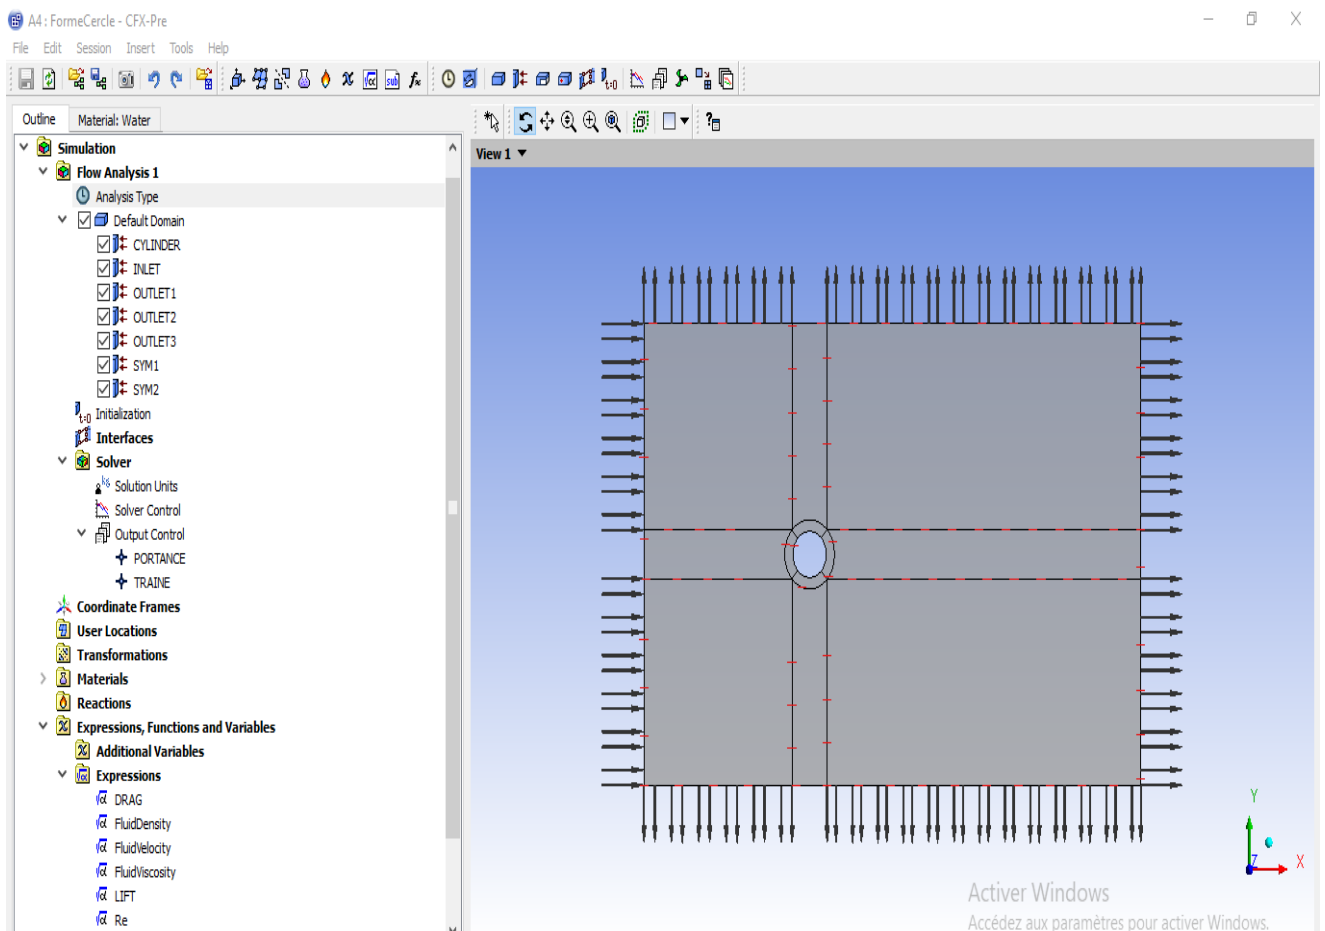 A4 : FormeCercle - CFX-Pre
File Edit Session Insert Tools Help
Outline Material: Water
View 1
Simulation
Flow Analysis 1
Analysis Type
Default Domain
CYLINDER
INLET
OUTLET1
OUTLET2
OUTLET3
SYM1
SYM2
t=0 Initialization
Interfaces
Solver
Solution Units
Solver Control
Output Control
PORTANCE
TRAINE
Coordinate Frames
User Locations
Transformations
Materials
Reactions
Expressions, Functions and Variables
Additional Variables
Expressions
DRAG
FluidDensity
FluidVelocity
FluidViscosity
LIFT
Re
Y
Z
X
Activer Windows
Accédez aux paramètres pour activer Windows.